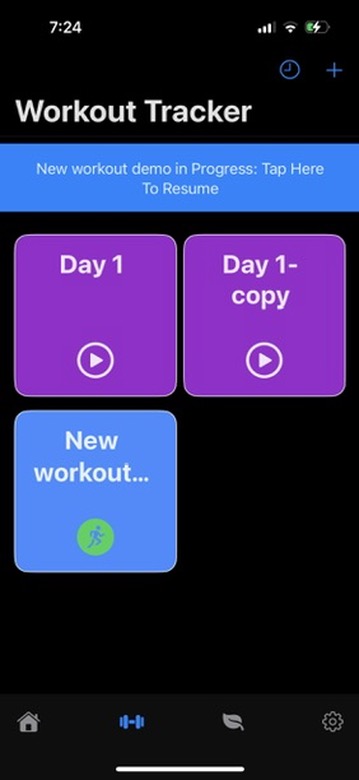 7:24
Workout Tracker
New workout demo in Progress: Tap Here
To Resume
Day 1
Day 1-
copy
New
workout...